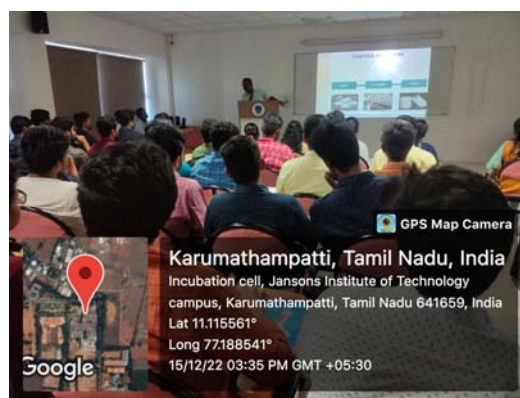 GPS Map Camera
Karumathampatti, Tamil Nadu, India
Incubation cell, Jansons Institute of Technology
campus, Karumathampatti, Tamil Nadu 641659, India
Lat 11.115561°
Long 77.188541°
15/12/22 03:35 PM GMT +05:30
Google